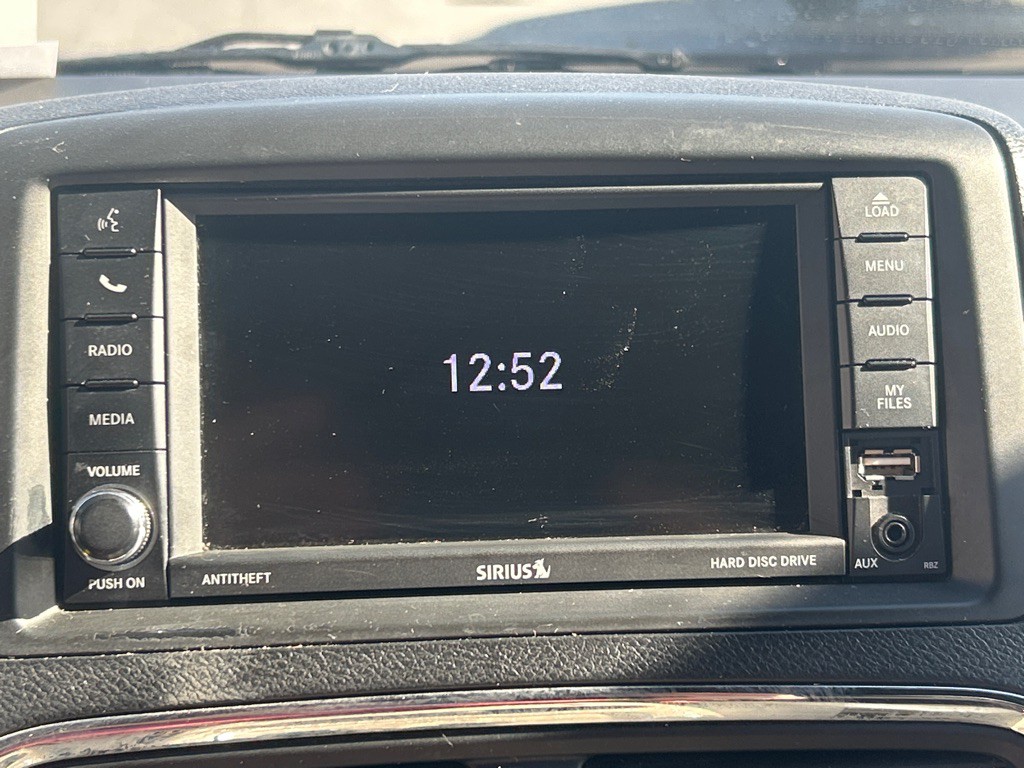 LOAD
MENU
RADIO
AUDIO
12:52
MEDIA
MY
FILES
VOLUME
PUSH ON
ANTITHEFT
SIRIUS
HARD DISC DRIVE
AUX
RBZ